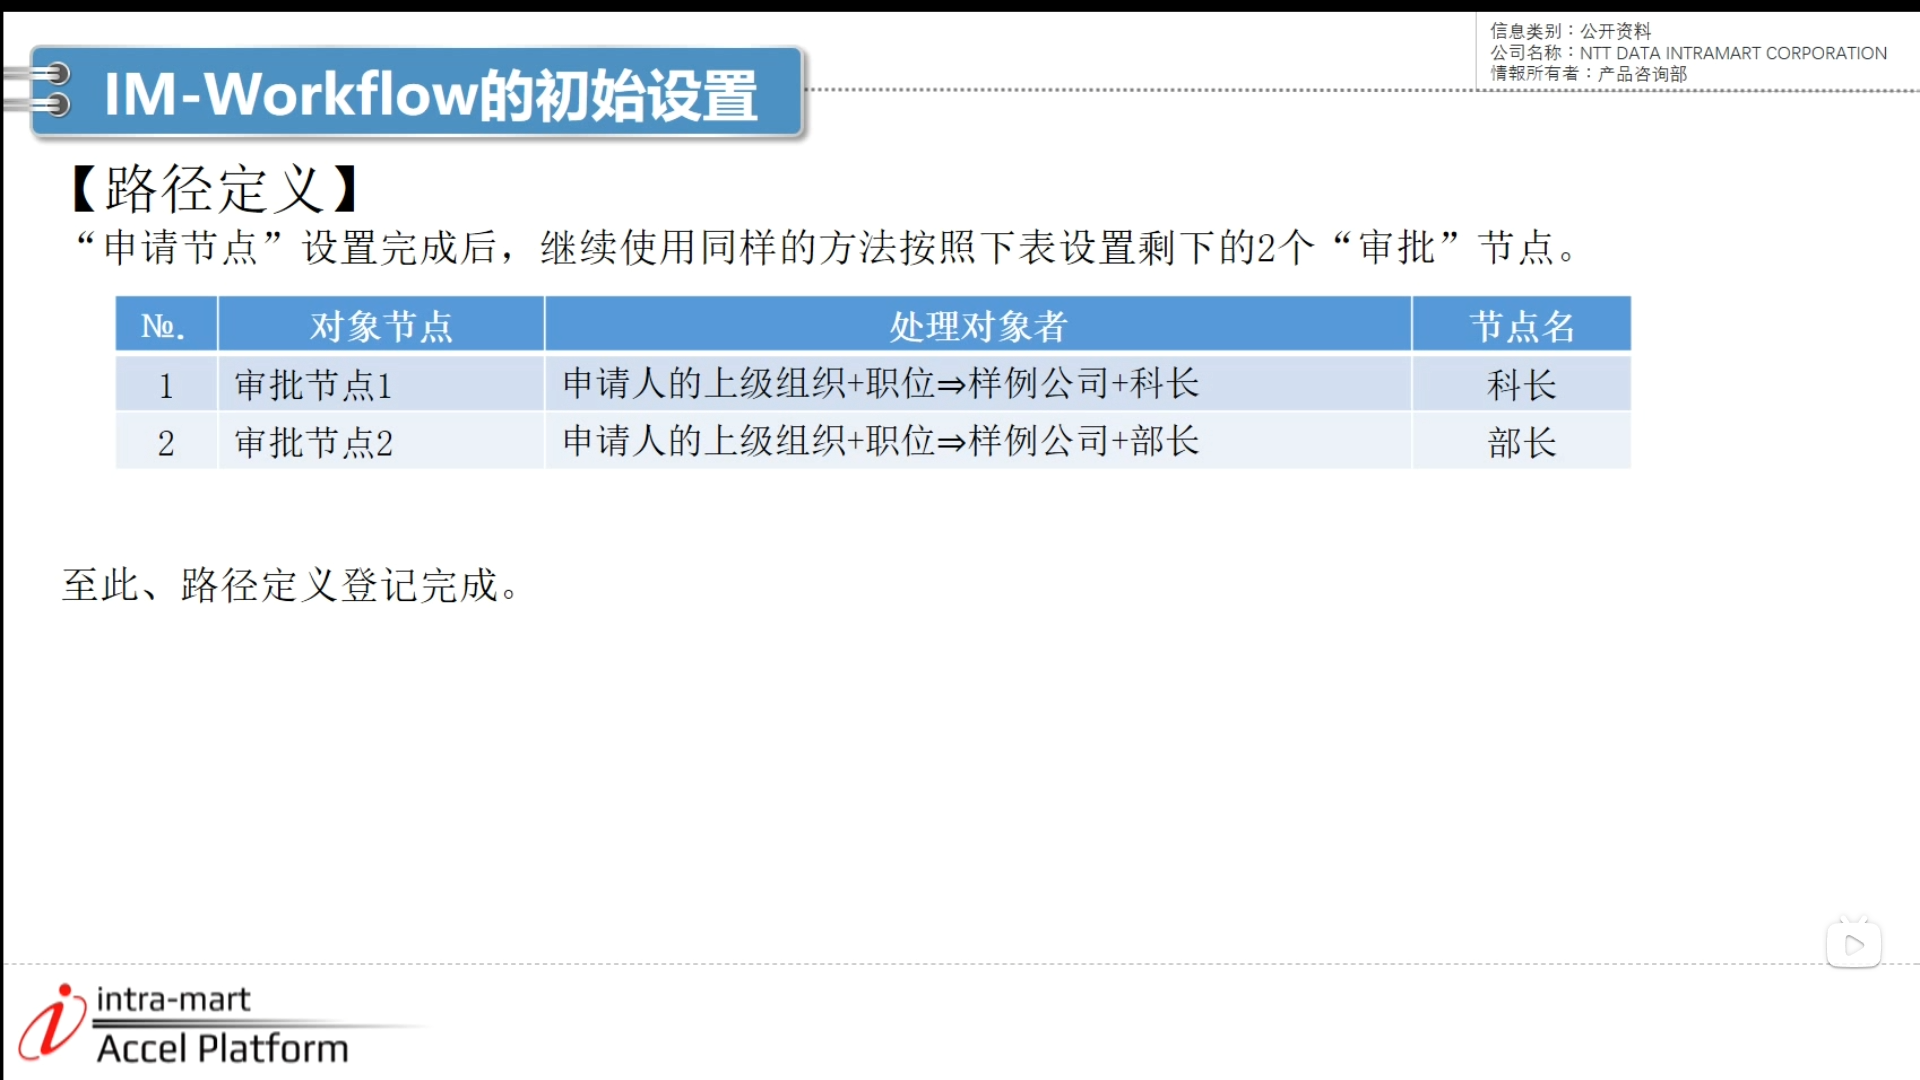 信息类别：公开资料
公司名称：NTT DATA INTRAMART CORPORATION
情報所有者：产品咨询部
IM-Workflow的初始设置
【路径定义】
“申请节点”设置完成后，继续使用同样的方法按照下表设置剩下的2个“审批”节点。
№. 对象节点 处理对象者 节点名
1 审批节点1 申请人的上级组织+职位⇒样例公司+科长 科长
2 审批节点2 申请人的上级组织+职位⇒样例公司+部长 部长
至此、路径定义登记完成。
intra-mart
Accel Platform